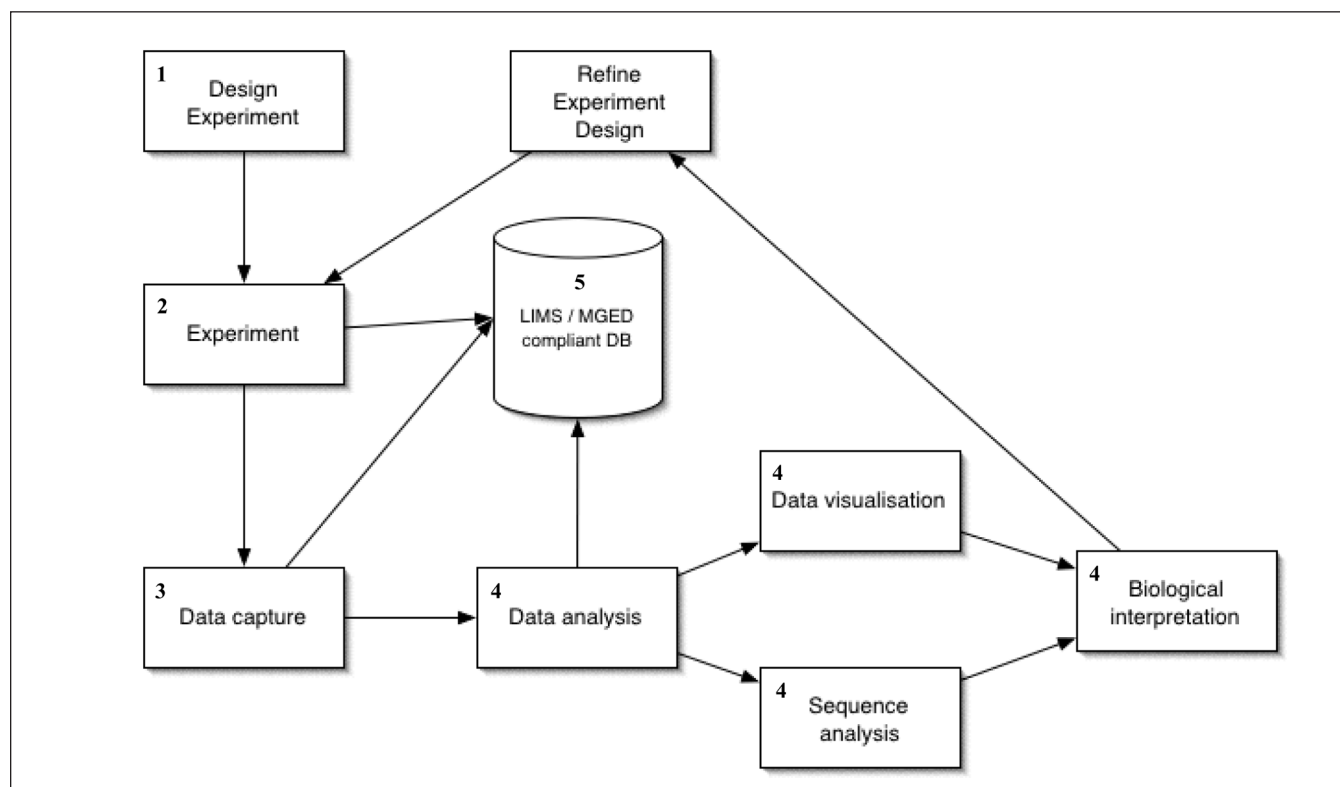 1
Design
Experiment
Refine
Experiment
Design
2
Experiment
5
LIMS / MGED
compliant DB
3
Data capture
4
Data analysis
4
Data visualisation
4
Sequence
analysis
4
Biological
interpretation